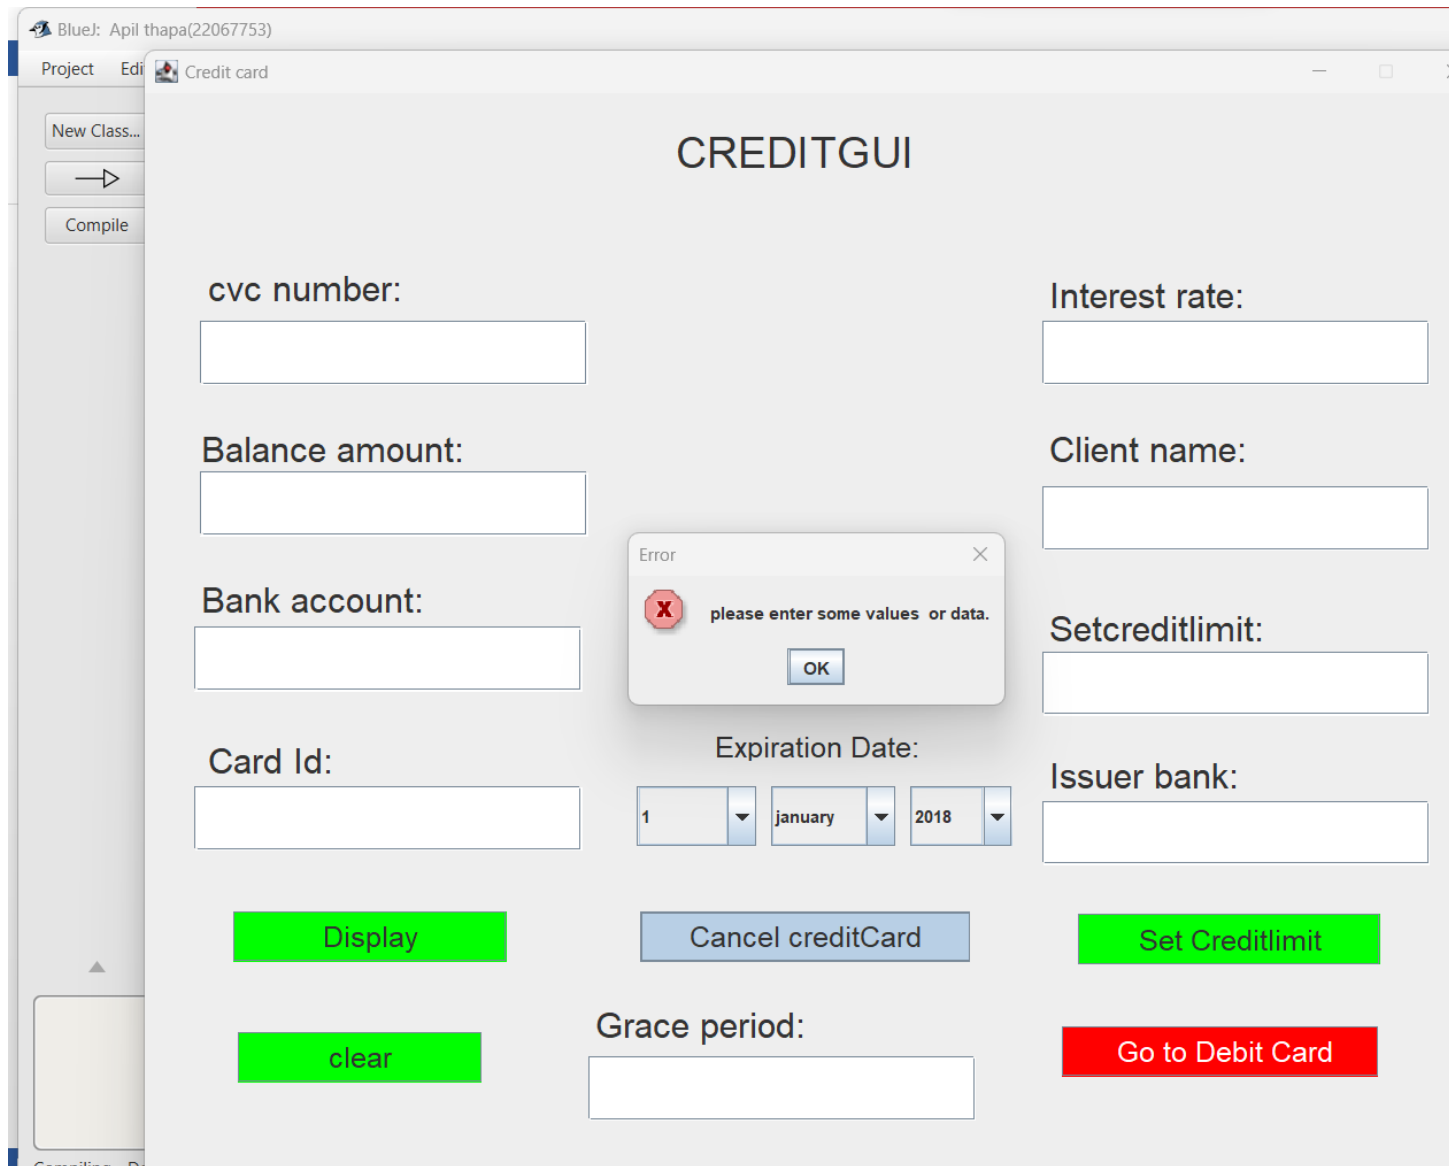 BlueJ: Apil thapa(22067753)
Project Edi
Credit card
New Class...
Compile
CREDITGUI
cvc number:
Interest rate:
Balance amount:
Client name:
Error
please enter some values or data.
OK
Bank account:
Setcreditlimit:
Card Id:
Expiration Date:
Issuer bank:
1 january 2018
Display
Cancel creditCard
Set Creditlimit
clear
Grace period:
Go to Debit Card